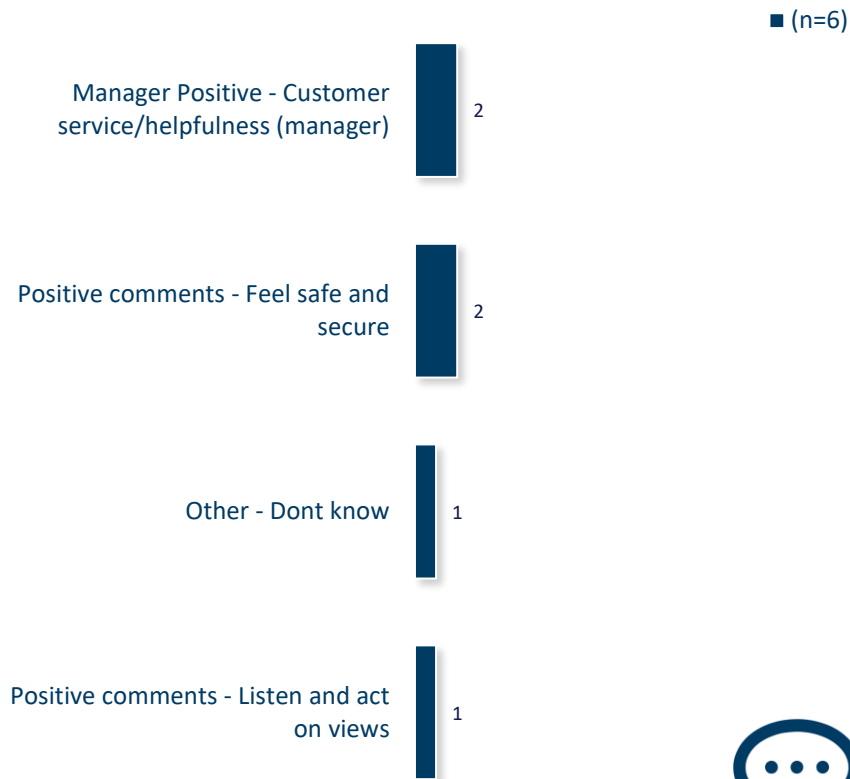 (n=6)
Manager Positive - Customer
service/helpfulness (manager)
2
Positive comments - Feel safe and
secure
2
Other - Dont know
1
Positive comments - Listen and act
on views
1